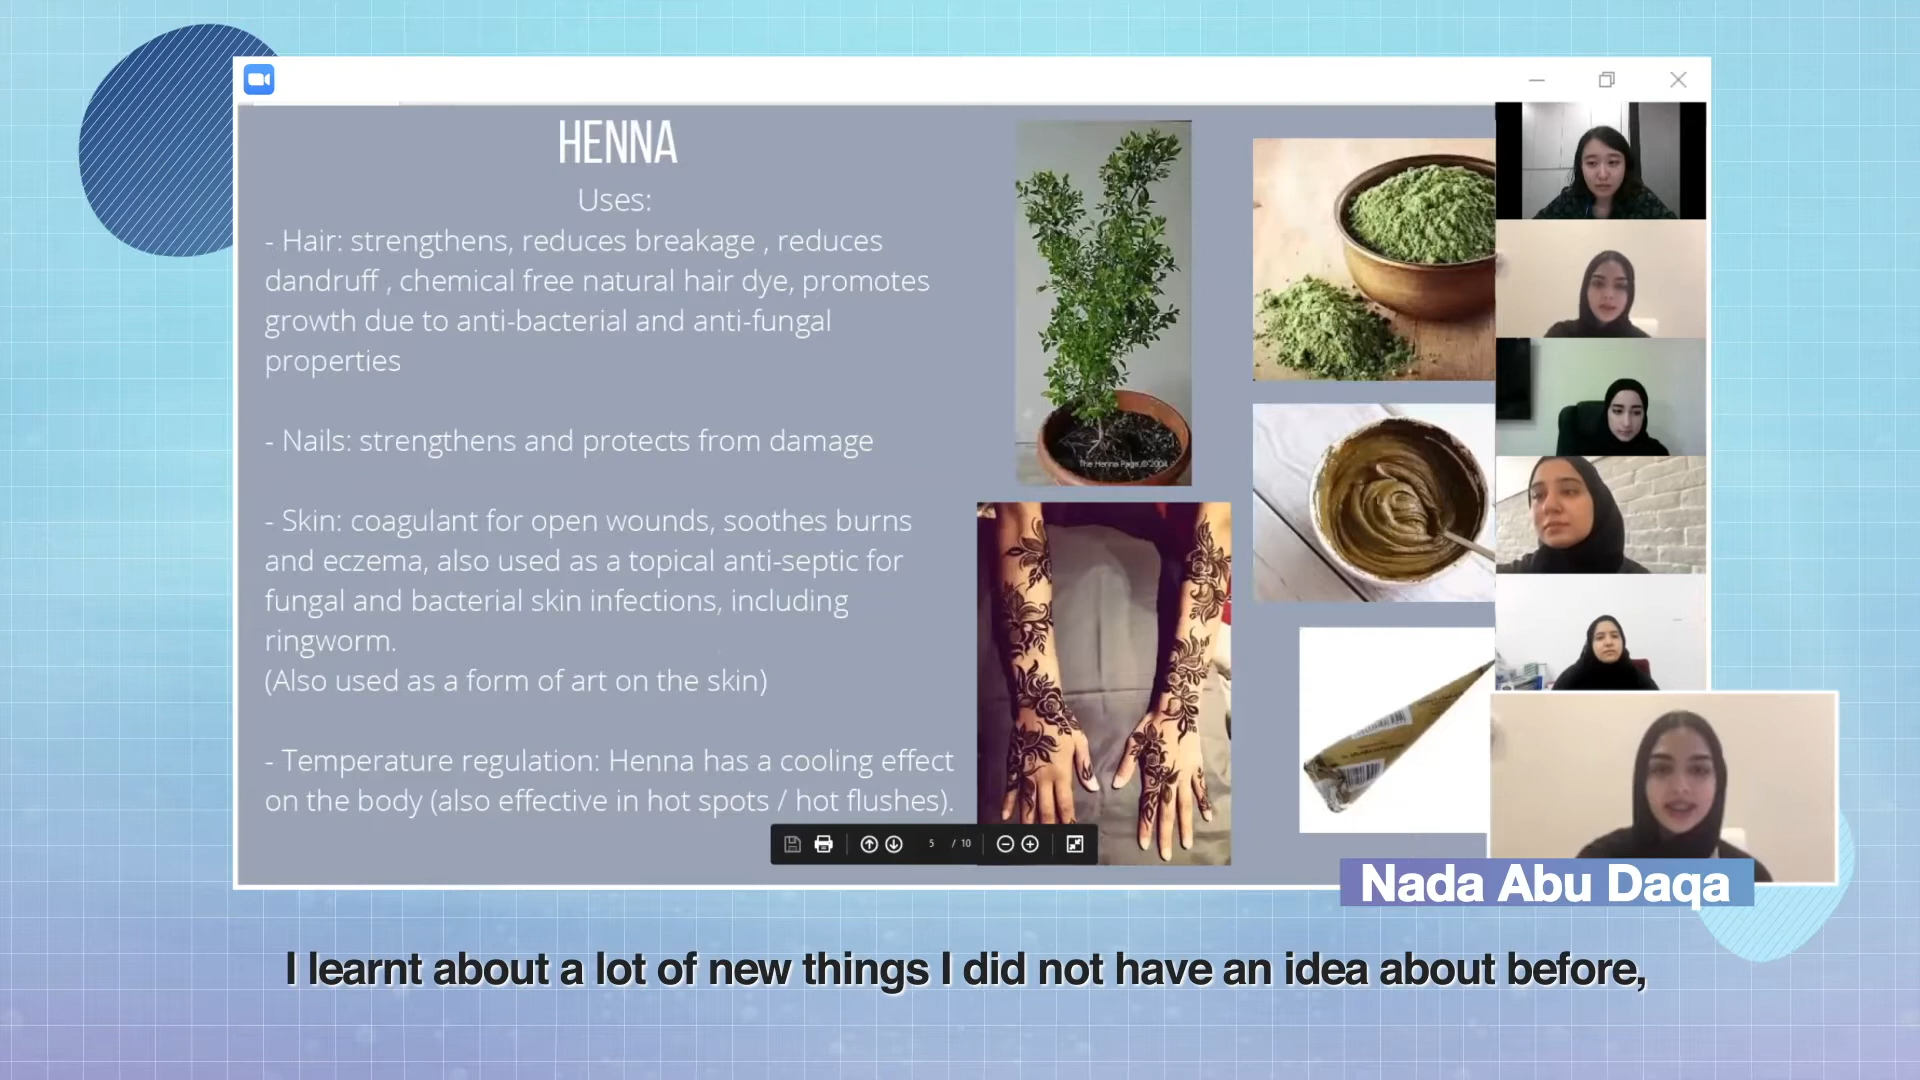 HENNA
Uses:
- Hair: strengthens, reduces breakage , reduces
dandruff , chemical free natural hair dye, promotes
growth due to anti-bacterial and anti-fungal
properties
- Nails: strengthens and protects from damage
- Skin: coagulant for open wounds, soothes burns
and eczema, also used as a topical anti-septic for
fungal and bacterial skin infections, including
ringworm.
(Also used as a form of art on the skin)
- Temperature regulation: Henna has a cooling effect
on the body (also effective in hot spots / hot flushes).
The Henna Page © 2004
5 / 10
Nada Abu Daqa
I learnt about a lot of new things I did not have an idea about before,